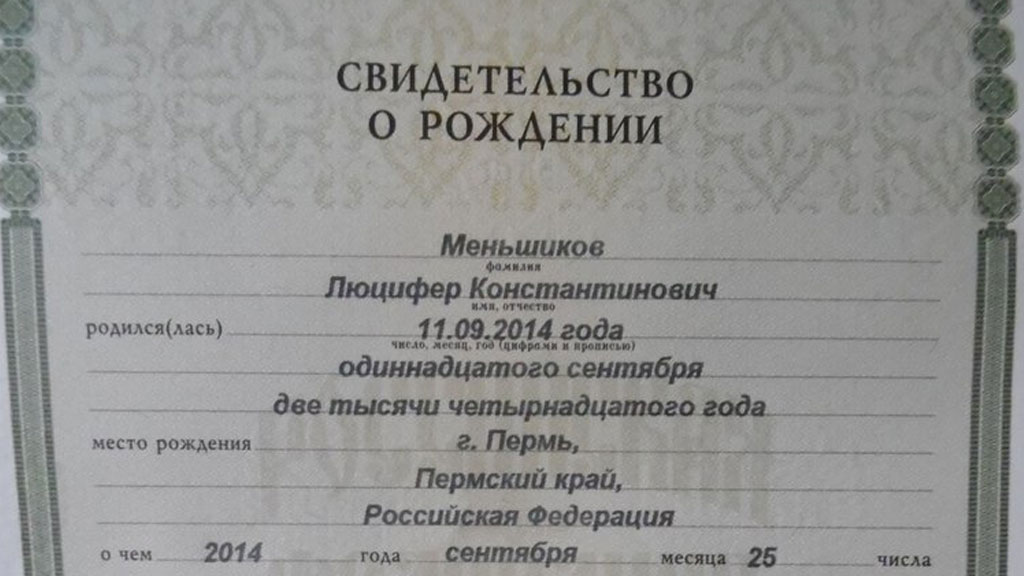 СВИДЕТЕЛЬСТВО
О РОЖДЕНИИ
Меньшиков
фамилия
Люцифер Константинович
имя, отчество
родился(лась) 11.09.2014 года
число, месяц, год (цифрами и прописью)
одиннадцатого сентября
две тысячи четырнадцатого года
место рождения г. Пермь,
Пермский край,
Российская Федерация
о чем 2014 года сентября месяца 25 числа